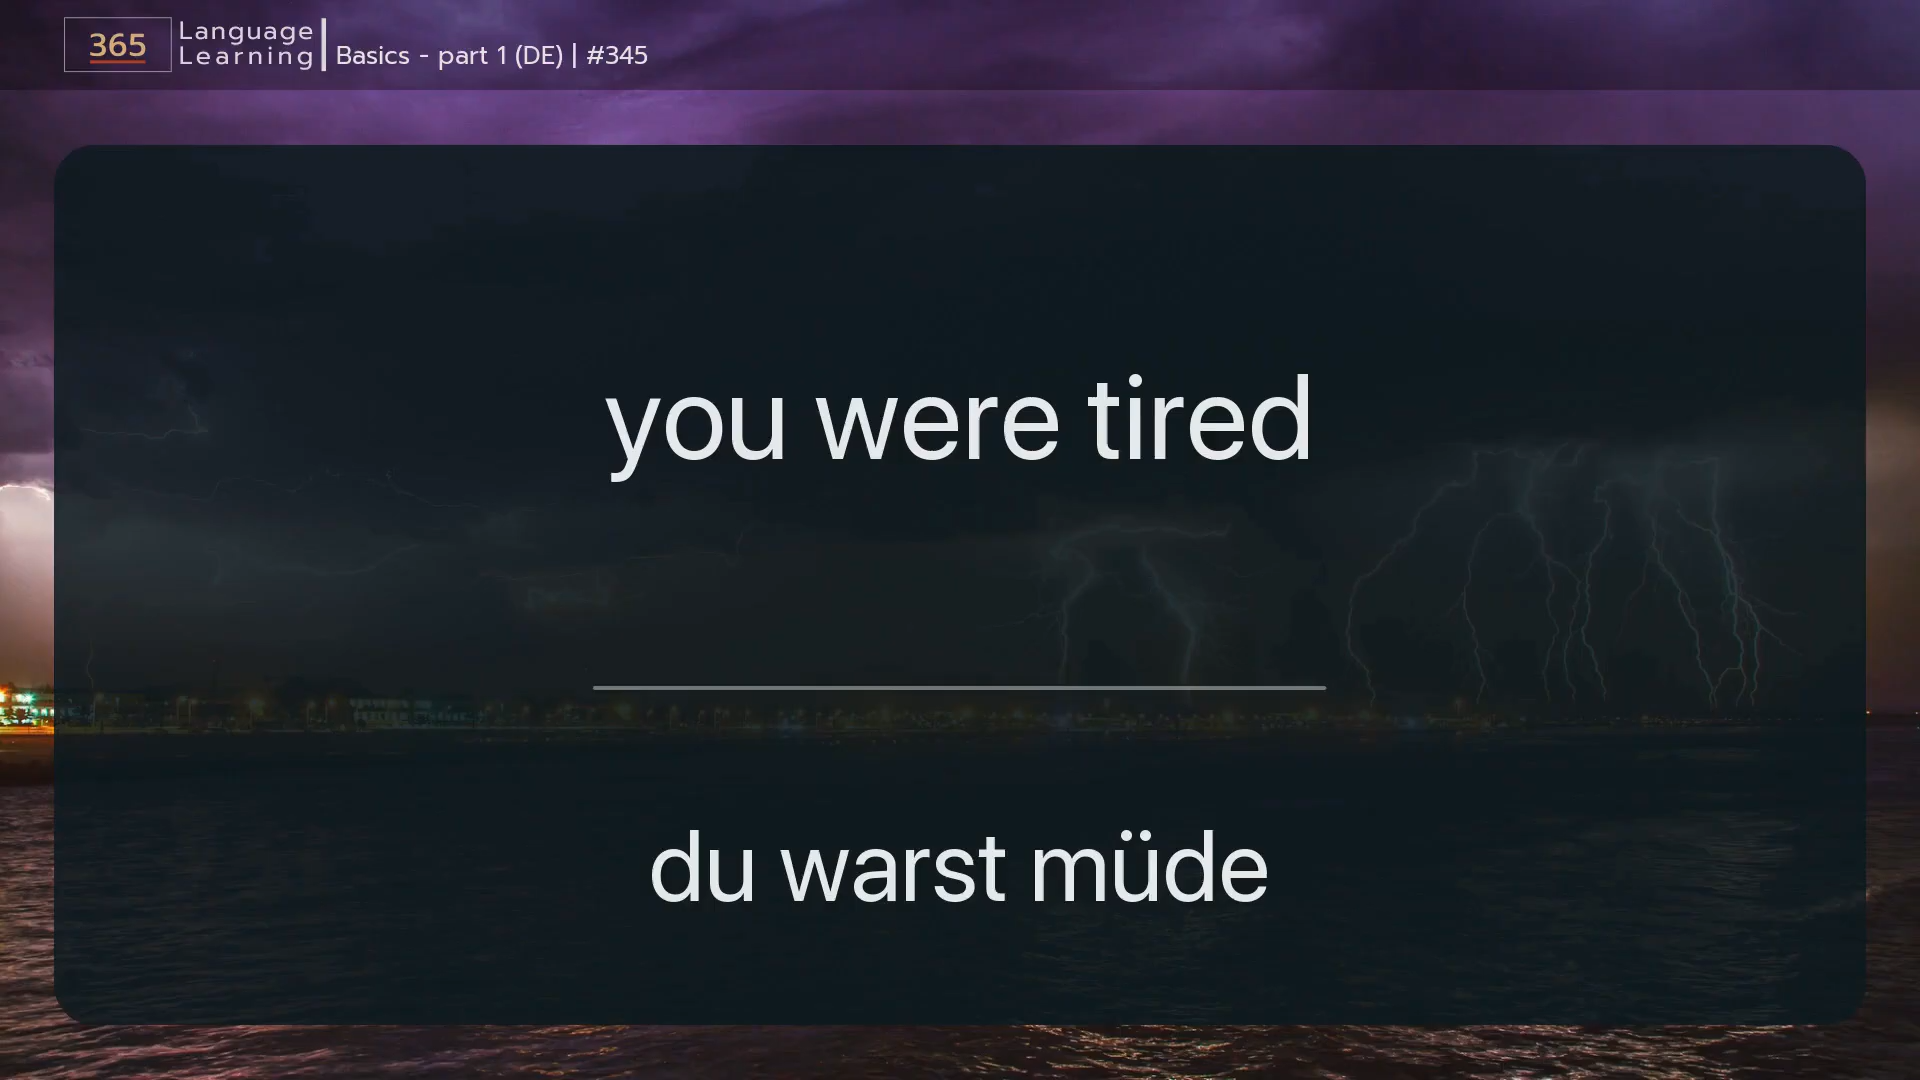 365
Language
Learning
Basics - part 1 (DE) | #345
you were tired
du warst müde